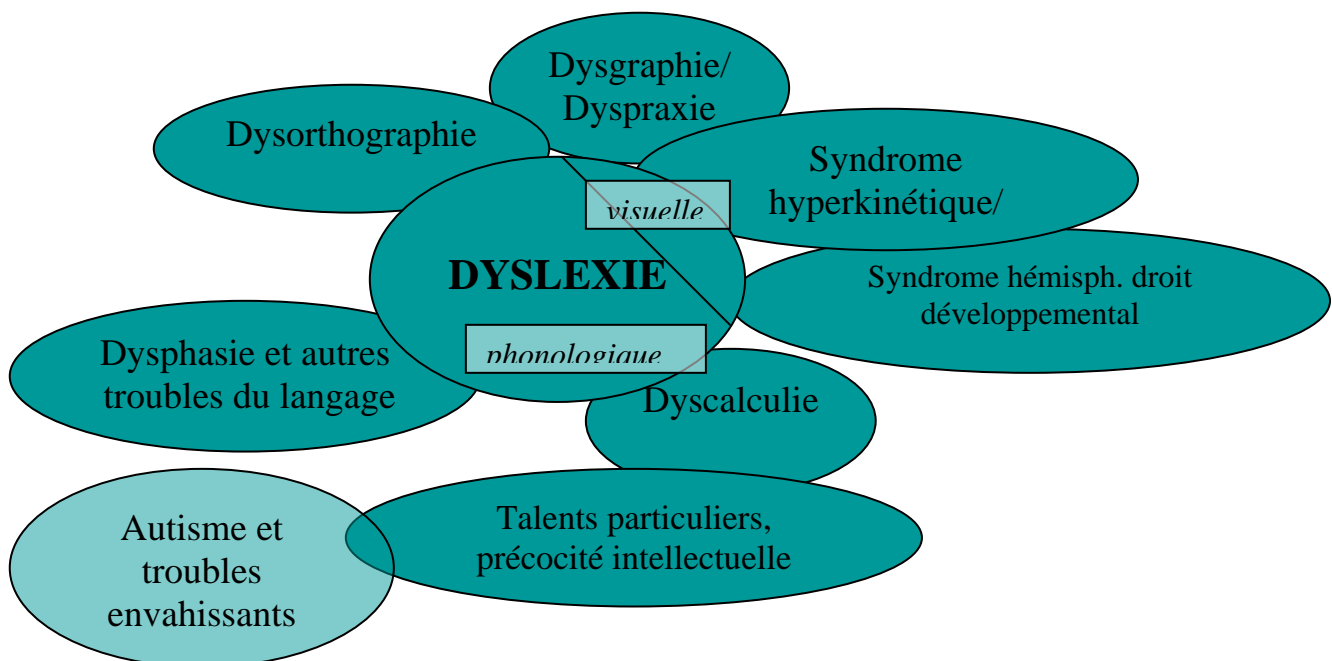 Dysgraphie/
Dyspraxie
Dysorthographie
Syndrome
hyperkinétique/
visuelle
DYSLEXIE
Syndrome hémisph. droit
développemental
phonologique
Dysphasie et autres
troubles du langage
Dyscalculie
Talents particuliers,
précocité intellectuelle
Autisme et
troubles
envahissants